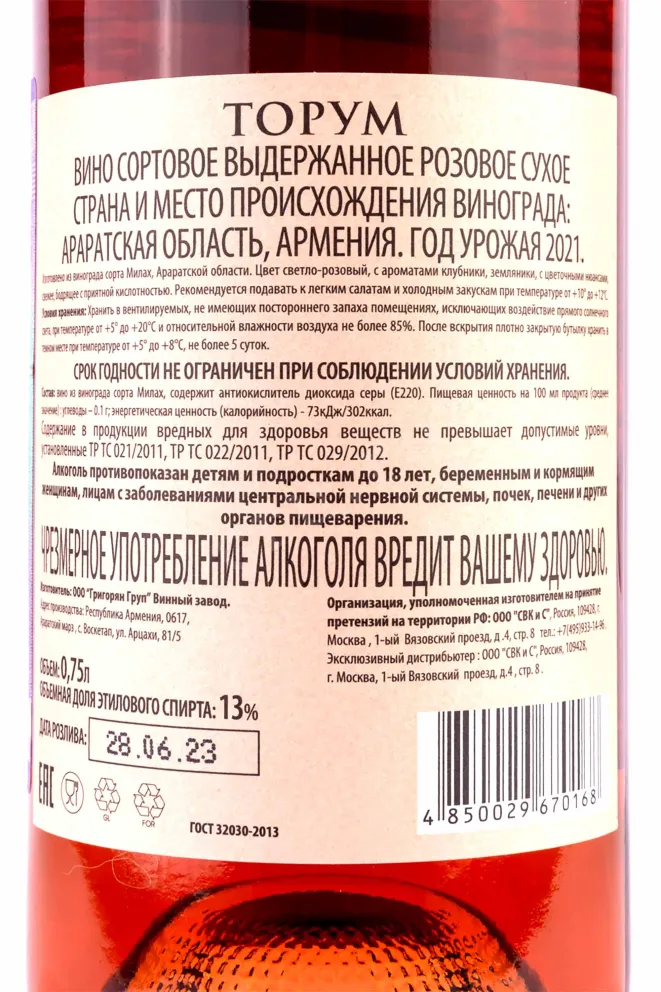 ТОРУМ
ВИНО СОРТОВОЕ ВЫДЕРЖАННОЕ РОЗОВОЕ СУХОЕ
СТРАНА И МЕСТО ПРОИСХОЖДЕНИЯ ВИНОГРАДА:
АРАРАТСКАЯ ОБЛАСТЬ, АРМЕНИЯ. ГОД УРОЖАЯ 2021.
Изготовлено из винограда сорта Милах, Араратской области. Цвет светло-розовый, с ароматами клубники, земляники, с цветочными нюансами,
свежие, бодрящее с приятной кислотностью. Рекомендуется подавать к легким салатам и холодным закускам при температуре от +10° до +12°C.
Условия хранения: Хранить в вентилируемых, не имеющих постороннего запаха помещениях, исключающих воздействие прямого солнечного
света, при температуре от +5° до +20°C и относительной влажности воздуха не более 85%. После вскрытия плотно закрытую бутылку хранить в
темном месте при температуре от +5° до +8°C, не более 5 суток.
СРОК ГОДНОСТИ НЕ ОГРАНИЧЕН ПРИ СОБЛЮДЕНИИ УСЛОВИЙ ХРАНЕНИЯ.
Состав: вино из винограда сорта Милах, содержит антиокислитель диоксида серы (Е220). Пищевая ценность на 100 мл продукта (среднее
значение): углеводы – 0.1 г; энергетическая ценность (калорийность) - 73кДж/302ккал.
Содержание в продукции вредных для здоровья веществ не превышает допустимые уровни,
установленные ТР ТС 021/2011, ТР ТС 022/2011, ТР ТС 029/2012.
Алкоголь противопоказан детям и подросткам до 18 лет, беременным и кормящим
женщинам, лицам с заболеваниями центральной нервной системы, почек, печени и других
органов пищеварения.
ЧРЕЗМЕРНОЕ УПОТРЕБЛЕНИЕ АЛКОГОЛЯ ВРЕДИТ ВАШЕМУ ЗДОРОВЬЮ.
Изготовитель: ООО "Григорян Груп" Винный завод.
Адрес производства: Республика Армения, 0617,
Араратский марз , с. Воскетап, ул. Арцахи, 81/5
Организация, уполномоченная изготовителем на принятие
претензий на территории РФ: ООО "СВК и С", Россия, 109428, г.
Москва , 1-ый Вязовский проезд, д .4, стр. 8 тел.: +7(495)933-14-96.
Эксклюзивный дистрибьютер : ООО "СВК и С", Россия, 109428,
г. Москва, 1-ый Вязовский проезд, д.4 , стр. 8 .
ОБЪЕМ: 0,75л
ОБЪЕМНАЯ ДОЛЯ ЭТИЛОВОГО СПИРТА: 13%
ДАТА РОЗЛИВА: 28.06.23
ЕАС
GL
FOR
ГОСТ 32030-2013
4 850029 670168